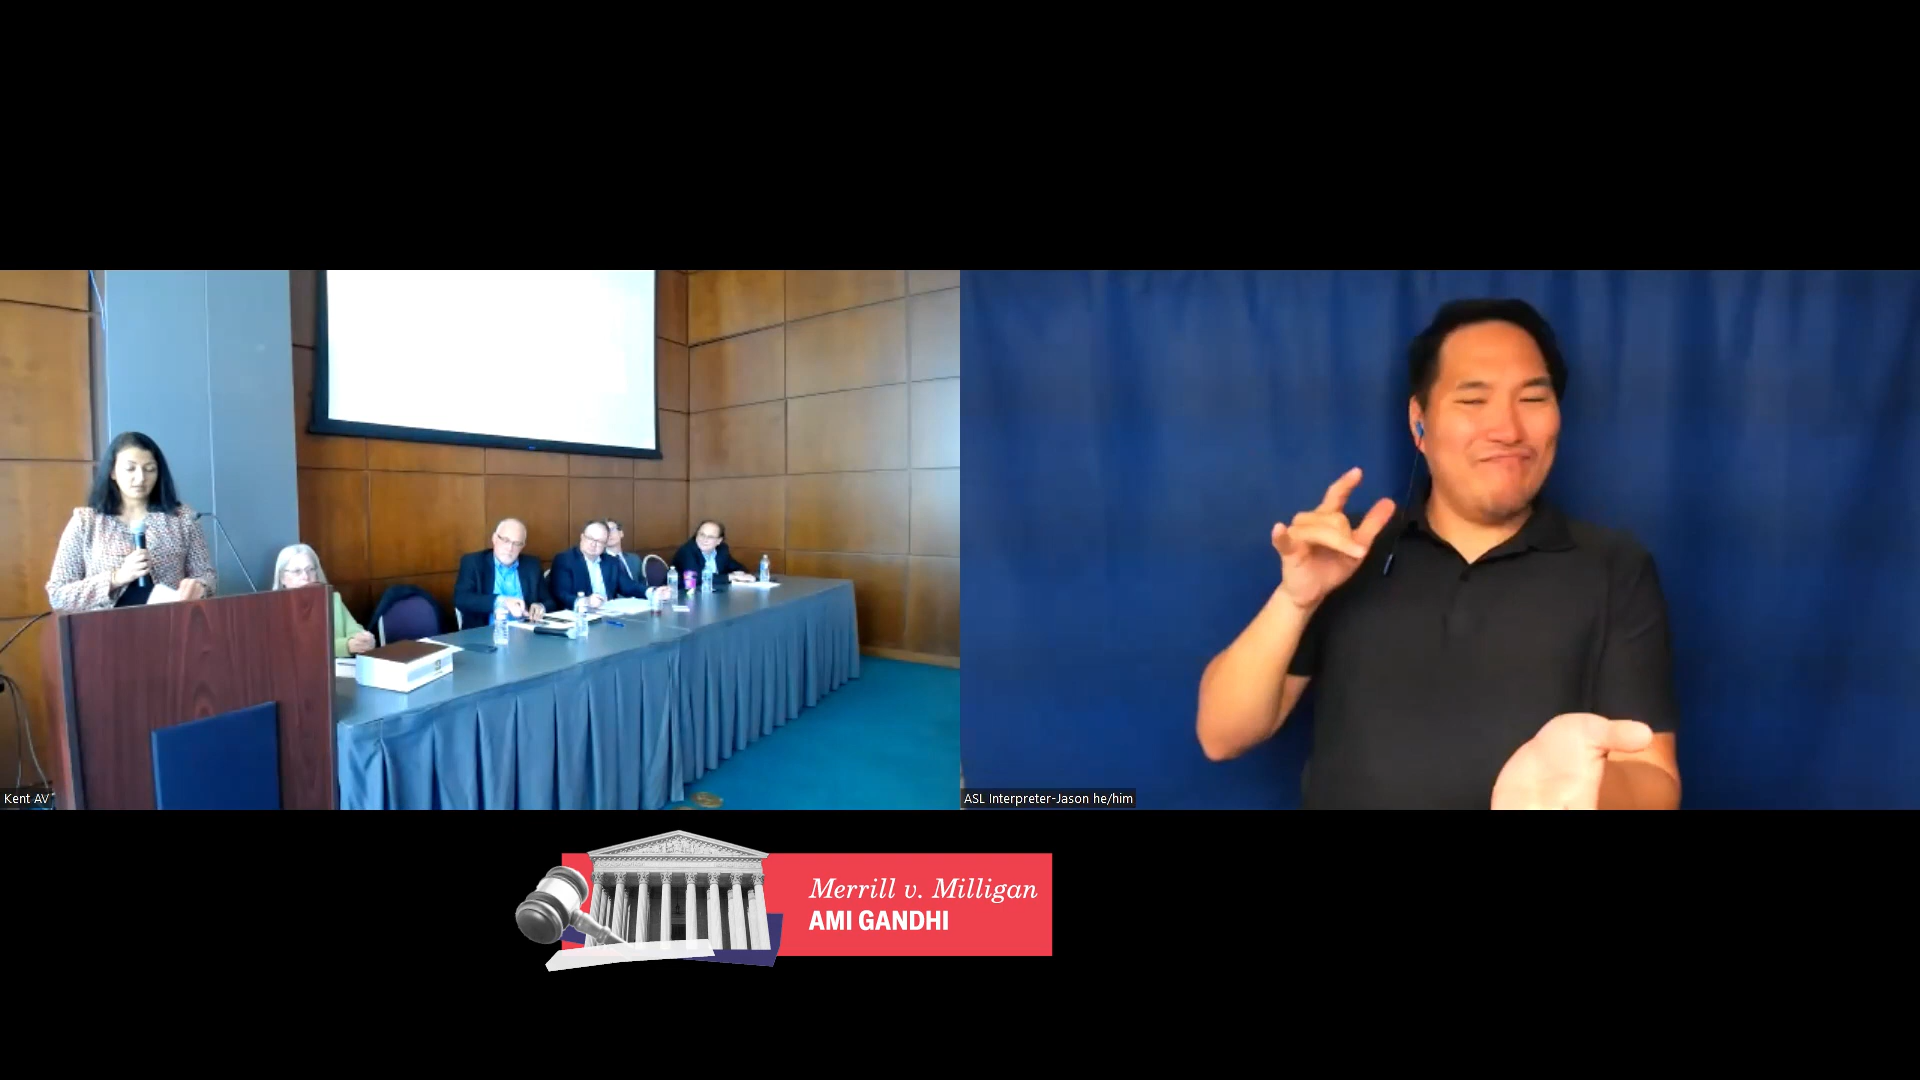 Kent AV
ASL Interpreter-Jason he/him
Merrill v. Milligan
AMI GANDHI